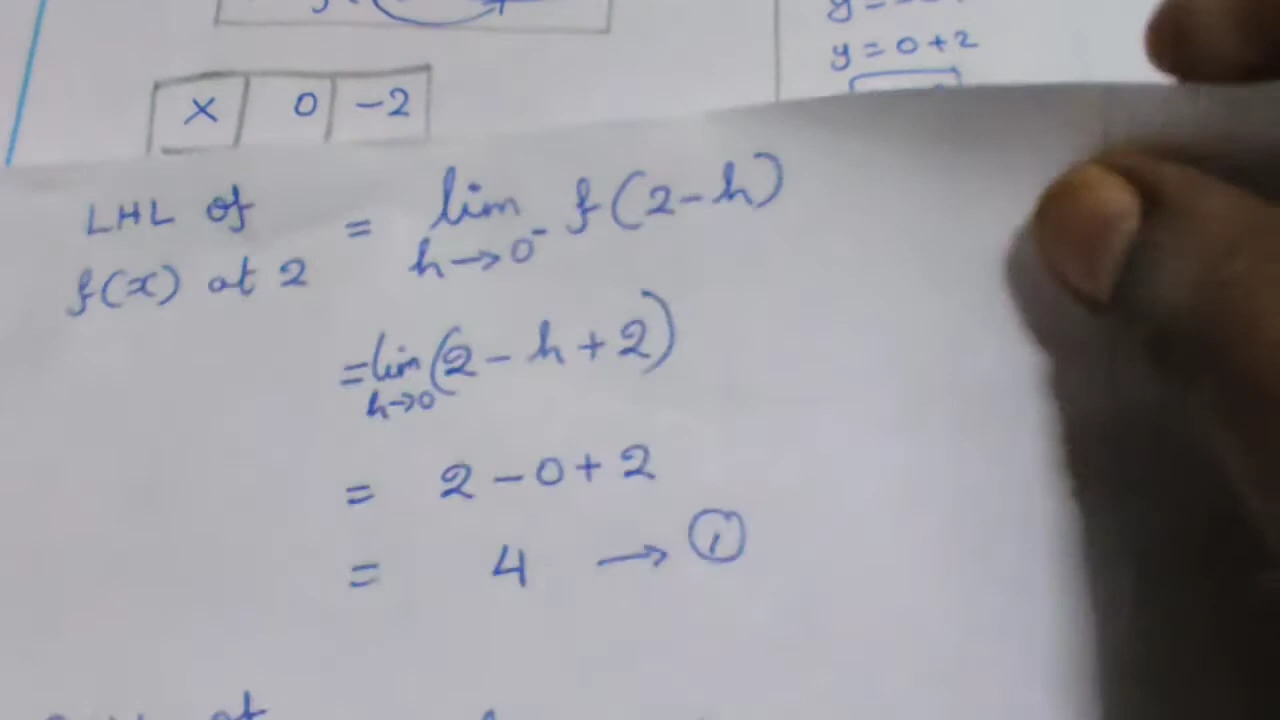 y = 0 + 2
x 0 -2
LHL of
f(x) at 2 = lim h→0⁻ f(2-h)
= lim h→0 (2 - h + 2)
= 2 - 0 + 2
= 4 → ①